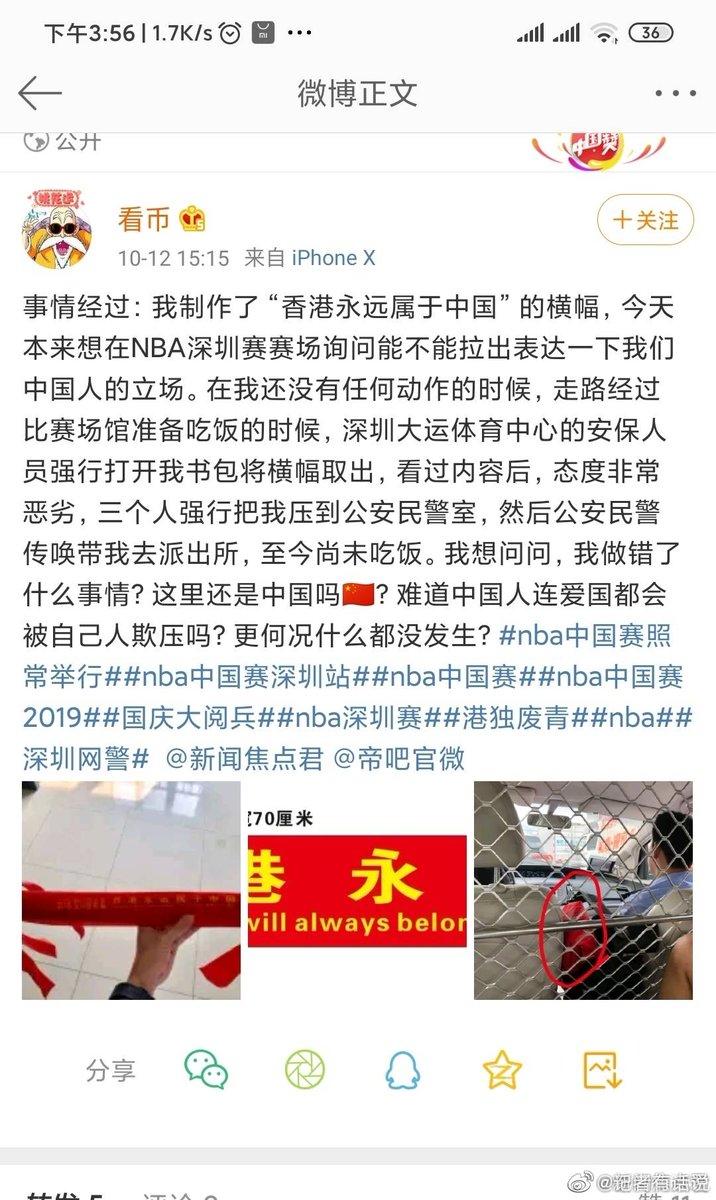 下午3:56 | 1.7K/s
36
微博正文
公开
中国赞
看币
+关注
10-12 15:15 来自 iPhone X
事情经过：我制作了“香港永远属于中国”的横幅，今天
本来想在NBA深圳赛赛场询问能不能拉出表达一下我们
中国人的立场。在我还没有任何动作的时候，走路经过
比赛场馆准备吃饭的时候，深圳大运体育中心的安保人
员强行打开我书包将横幅取出，看过内容后，态度非常
恶劣，三个人强行把我压到公安民警室，然后公安民警
传唤带我去派出所，至今尚未吃饭。我想问问，我做错了
什么事情？这里还是中国吗🇨🇳？难道中国人连爱国都会
被自己人欺压吗？更何况什么都没发生？#nba中国赛照
常举行##nba中国赛深圳站##nba中国赛##nba中国赛
2019##国庆大阅兵##nba深圳赛##港独废青##nba##
深圳网警# @新闻焦点君 @帝吧官微
70厘米
港 永
will always belon
分享
转发 5 评论
@记者有话说